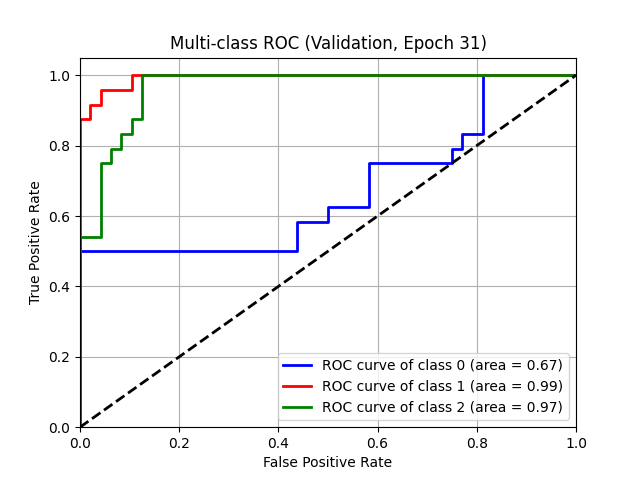 Multi-class ROC (Validation, Epoch 31)
True Positive Rate
1.0
0.8
0.6
0.4
0.2
0.0
ROC curve of class 0 (area = 0.67)
ROC curve of class 1 (area = 0.99)
ROC curve of class 2 (area = 0.97)
0.0 0.2 0.4 0.6 0.8 1.0
False Positive Rate